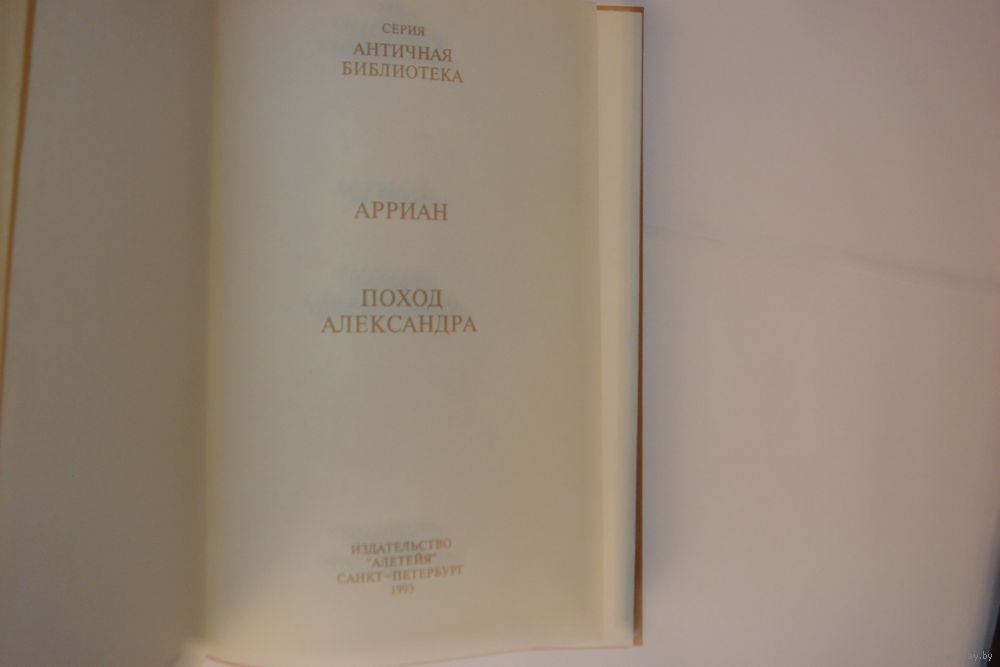 СЕРИЯ
АНТИЧНАЯ
БИБЛИОТЕКА
АРРИАН
ПОХОД
АЛЕКСАНДРА
ИЗДАТЕЛЬСТВО
"АЛЕТЕЙЯ"
САНКТ-ПЕТЕРБУРГ
1993